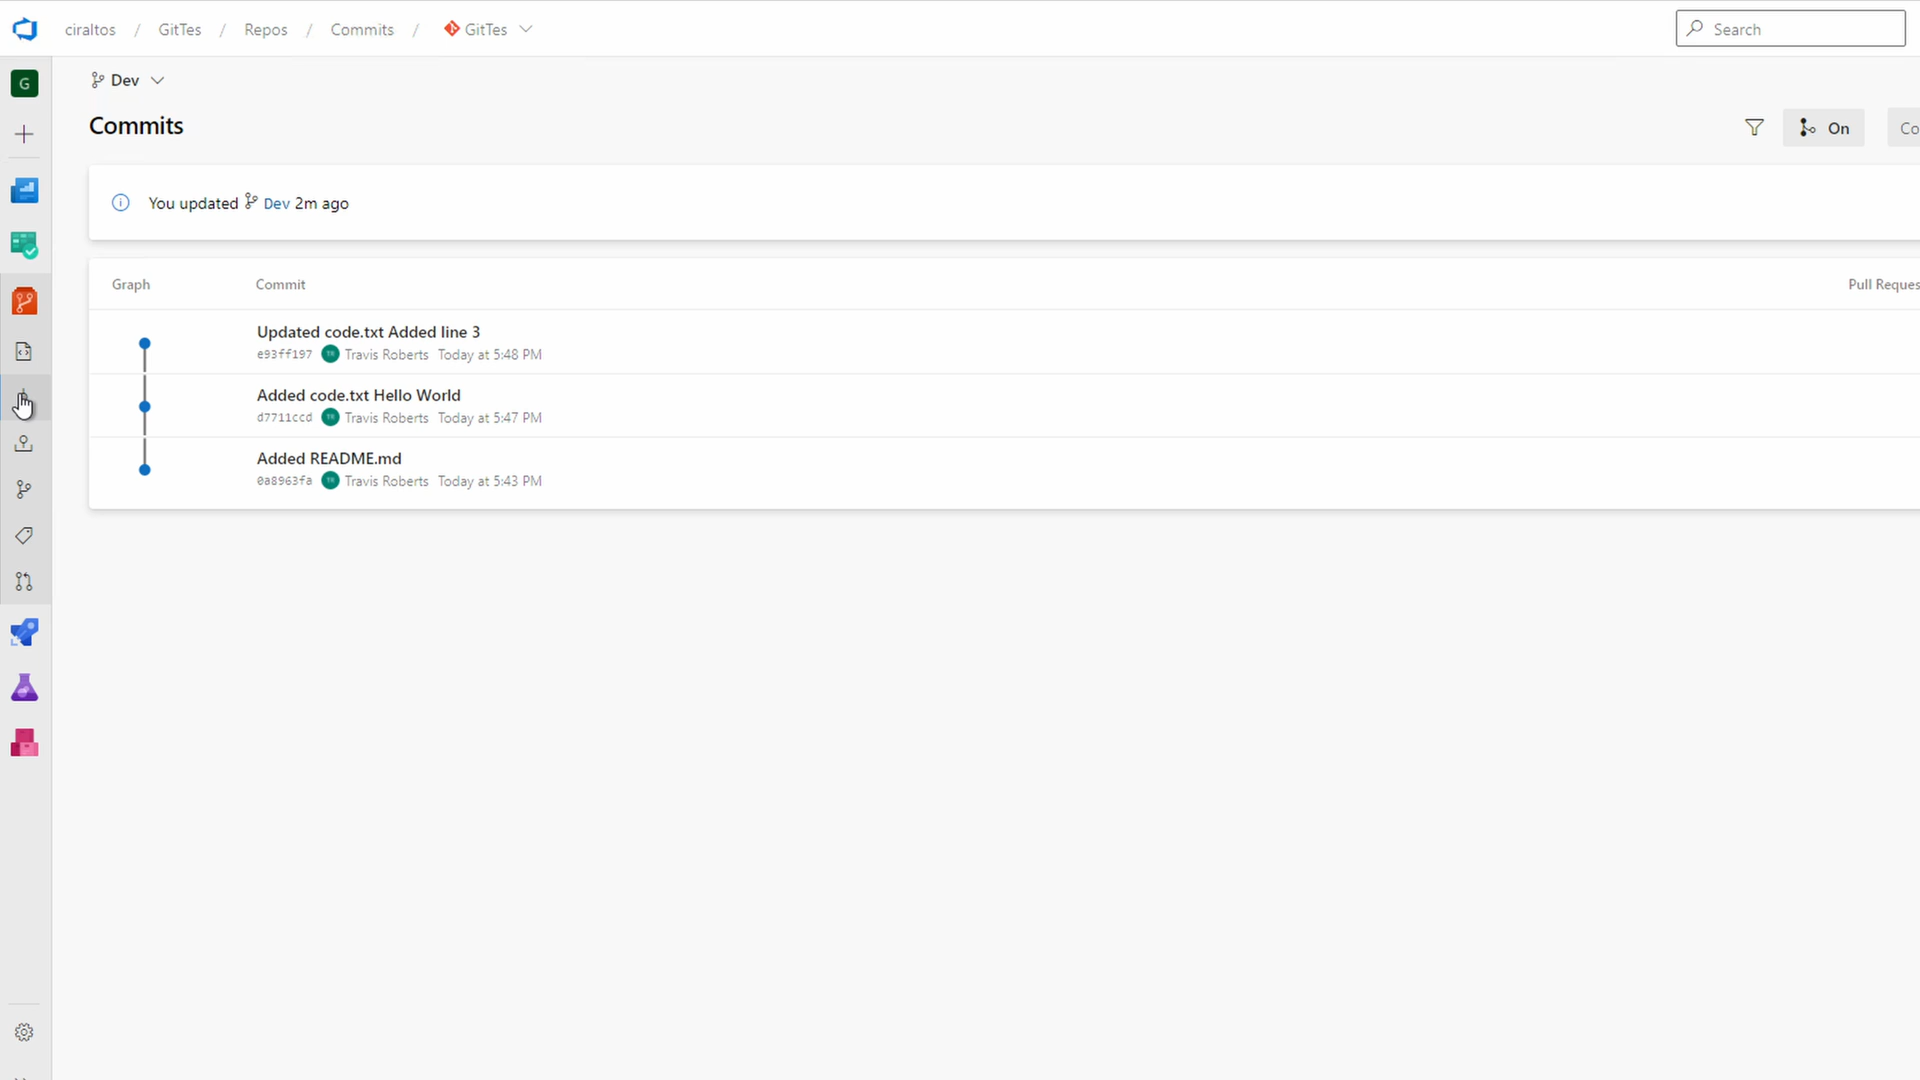 ciraltos / GitTes / Repos / Commits / GitTes
Search
G
Dev
Commits
On
Co
You updated Dev 2m ago
Graph Commit Pull Reques
Updated code.txt Added line 3
e93ff197 TR Travis Roberts Today at 5:48 PM
Added code.txt Hello World
d7711ccd TR Travis Roberts Today at 5:47 PM
Added README.md
0a8963fa TR Travis Roberts Today at 5:43 PM